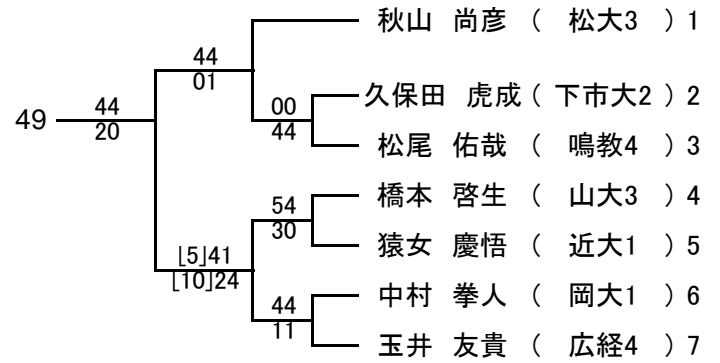 秋山 尚彦 ( 松大3 ) 1
44
01
久保田 虎成 ( 下市大2 ) 2
00
44
49
44
20
松尾 佑哉 ( 鳴教4 ) 3
橋本 啓生 ( 山大3 ) 4
54
30
猿女 慶悟 ( 近大1 ) 5
⌊5⌋41
⌊10⌋24
中村 拳人 ( 岡大1 ) 6
44
11
玉井 友貴 ( 広経4 ) 7